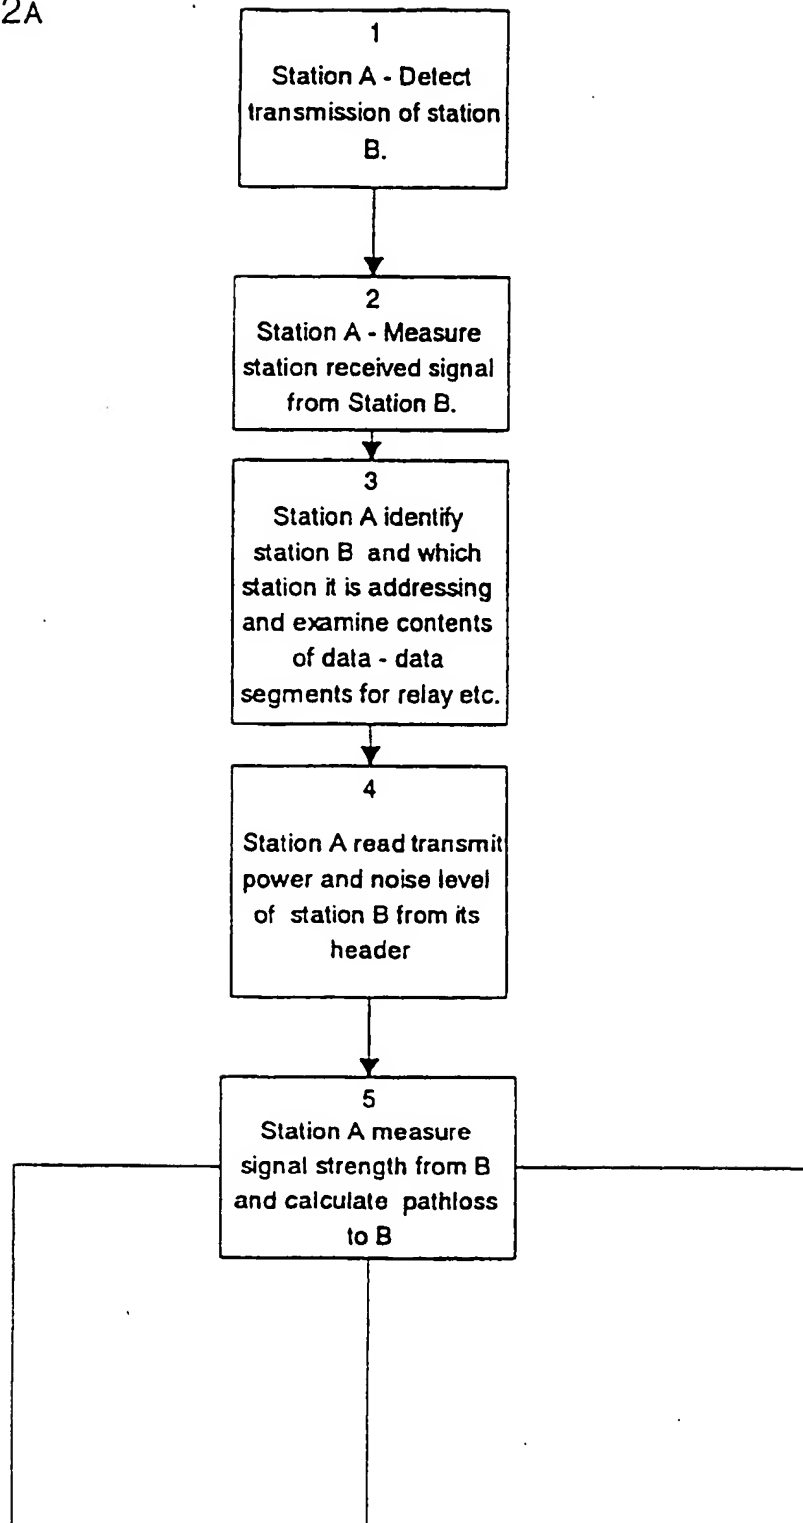 2A
1
Station A - Detect
transmission of station
B.
2
Station A - Measure
station received signal
from Station B.
3
Station A identify
station B and which
station it is addressing
and examine contents
of data - data
segments for relay etc.
4
Station A read transmit
power and noise level
of station B from its
header
5
Station A measure
signal strength from B
and calculate pathloss
to B